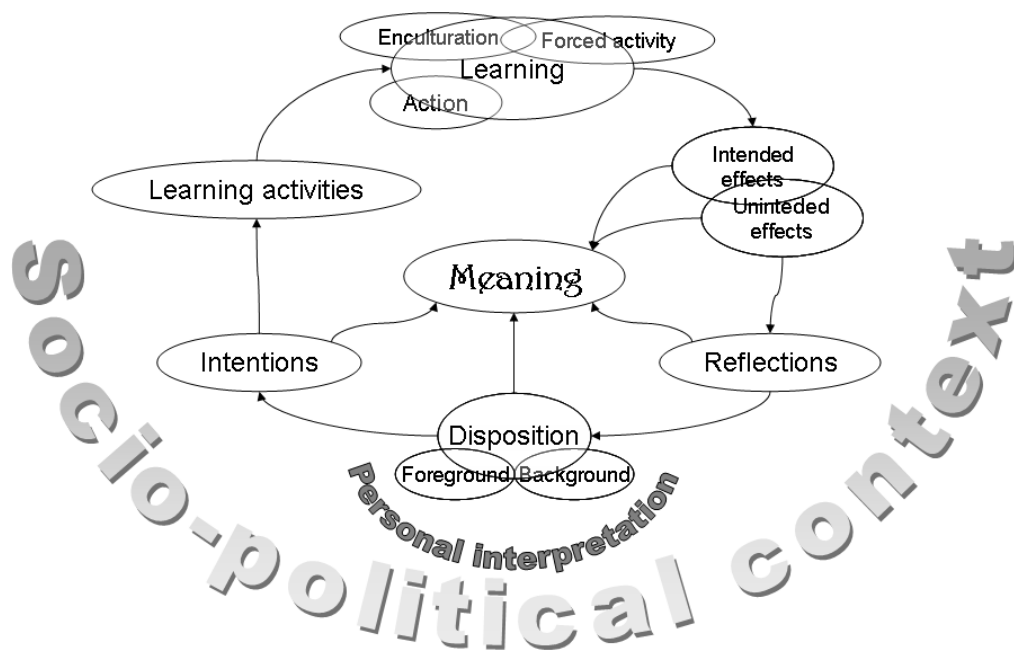 Enculturation
Forced activity
Learning
Action
Intended
effects
Uninteded
effects
Learning activities
Meaning
Intentions
Reflections
Disposition
Foreground
Background
Personal interpretation
Socio-political context